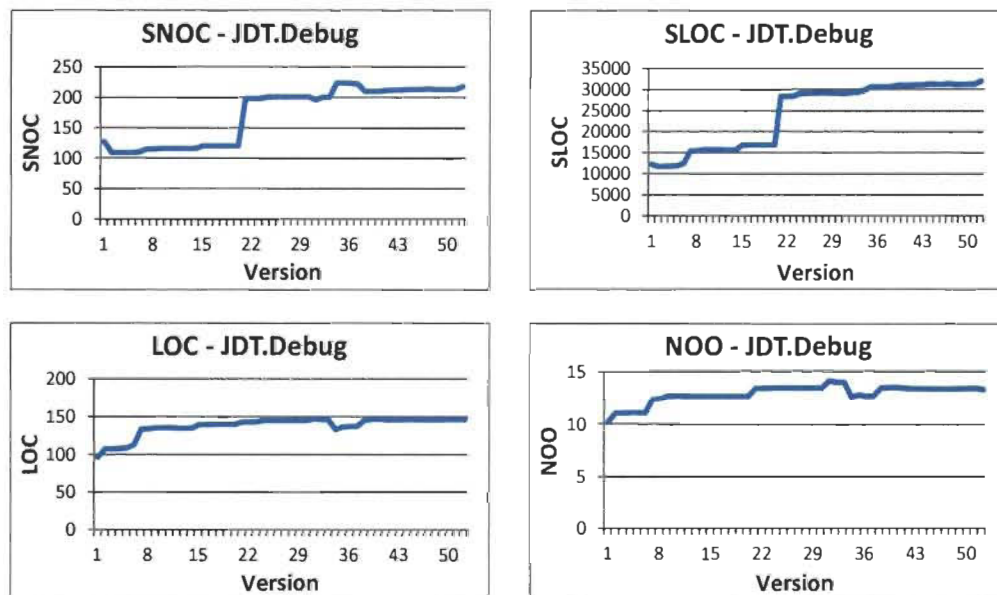 SNOC - JDT.Debug
250
200
150
100
50
0
SNOC
1 8 15 22 29 36 43 50
Version
SLOC - JDT.Debug
35000
30000
25000
20000
15000
10000
5000
0
SLOC
1 8 15 22 29 36 43 50
Version
LOC - JDT.Debug
200
150
100
50
0
LOC
1 8 15 22 29 36 43 50
Version
NOO - JDT.Debug
15
10
5
0
NOO
1 8 15 22 29 36 43 50
Version